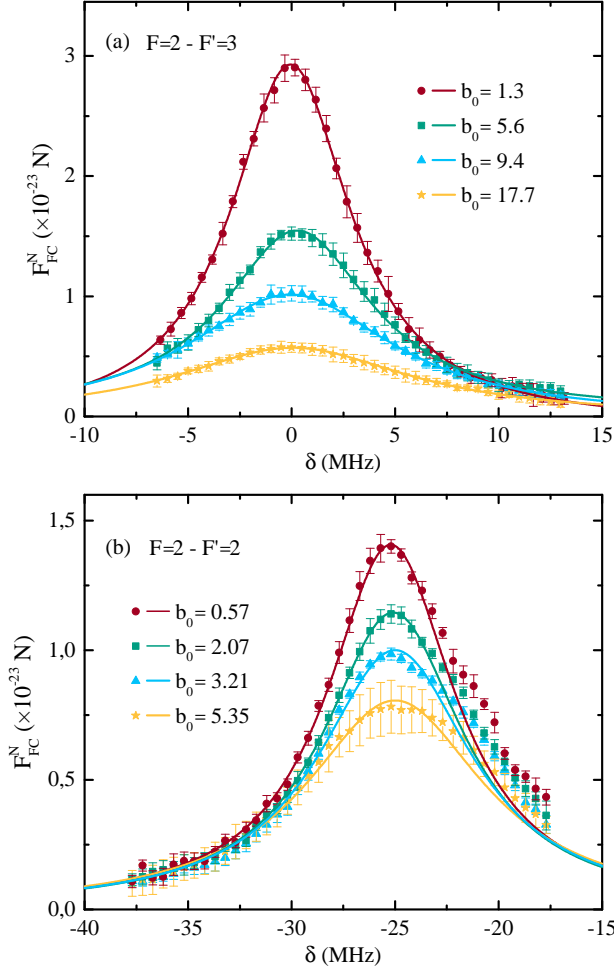 (a) F=2 - F'=3
3
2
1
0
F_FC^N (×10^-23 N)
b₀= 1.3
b₀= 5.6
b₀= 9.4
b₀= 17.7
-10 -5 0 5 10 15
δ (MHz)
(b) F=2 - F'=2
1,5
1,0
0,5
0,0
F_FC^N (×10^-23 N)
b₀= 0.57
b₀= 2.07
b₀= 3.21
b₀= 5.35
-40 -35 -30 -25 -20 -15
δ (MHz)